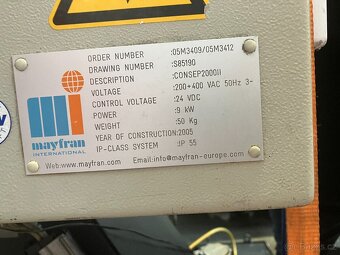 ORDER NUMBER :05M3409/05M3412
DRAWING NUMBER :S85190
DESCRIPTION :CONSEP2000II
VOLTAGE :200+400 VAC 50Hz 3~
CONTROL VOLTAGE :24 VDC
POWER :9 kW
WEIGHT :50 Kg
YEAR OF CONSTRUCTION:2005
IP-CLASS SYSTEM :IP 55
mayfran
INTERNATIONAL
Web:www.mayfran.com Email:info@mayfran-europe.com